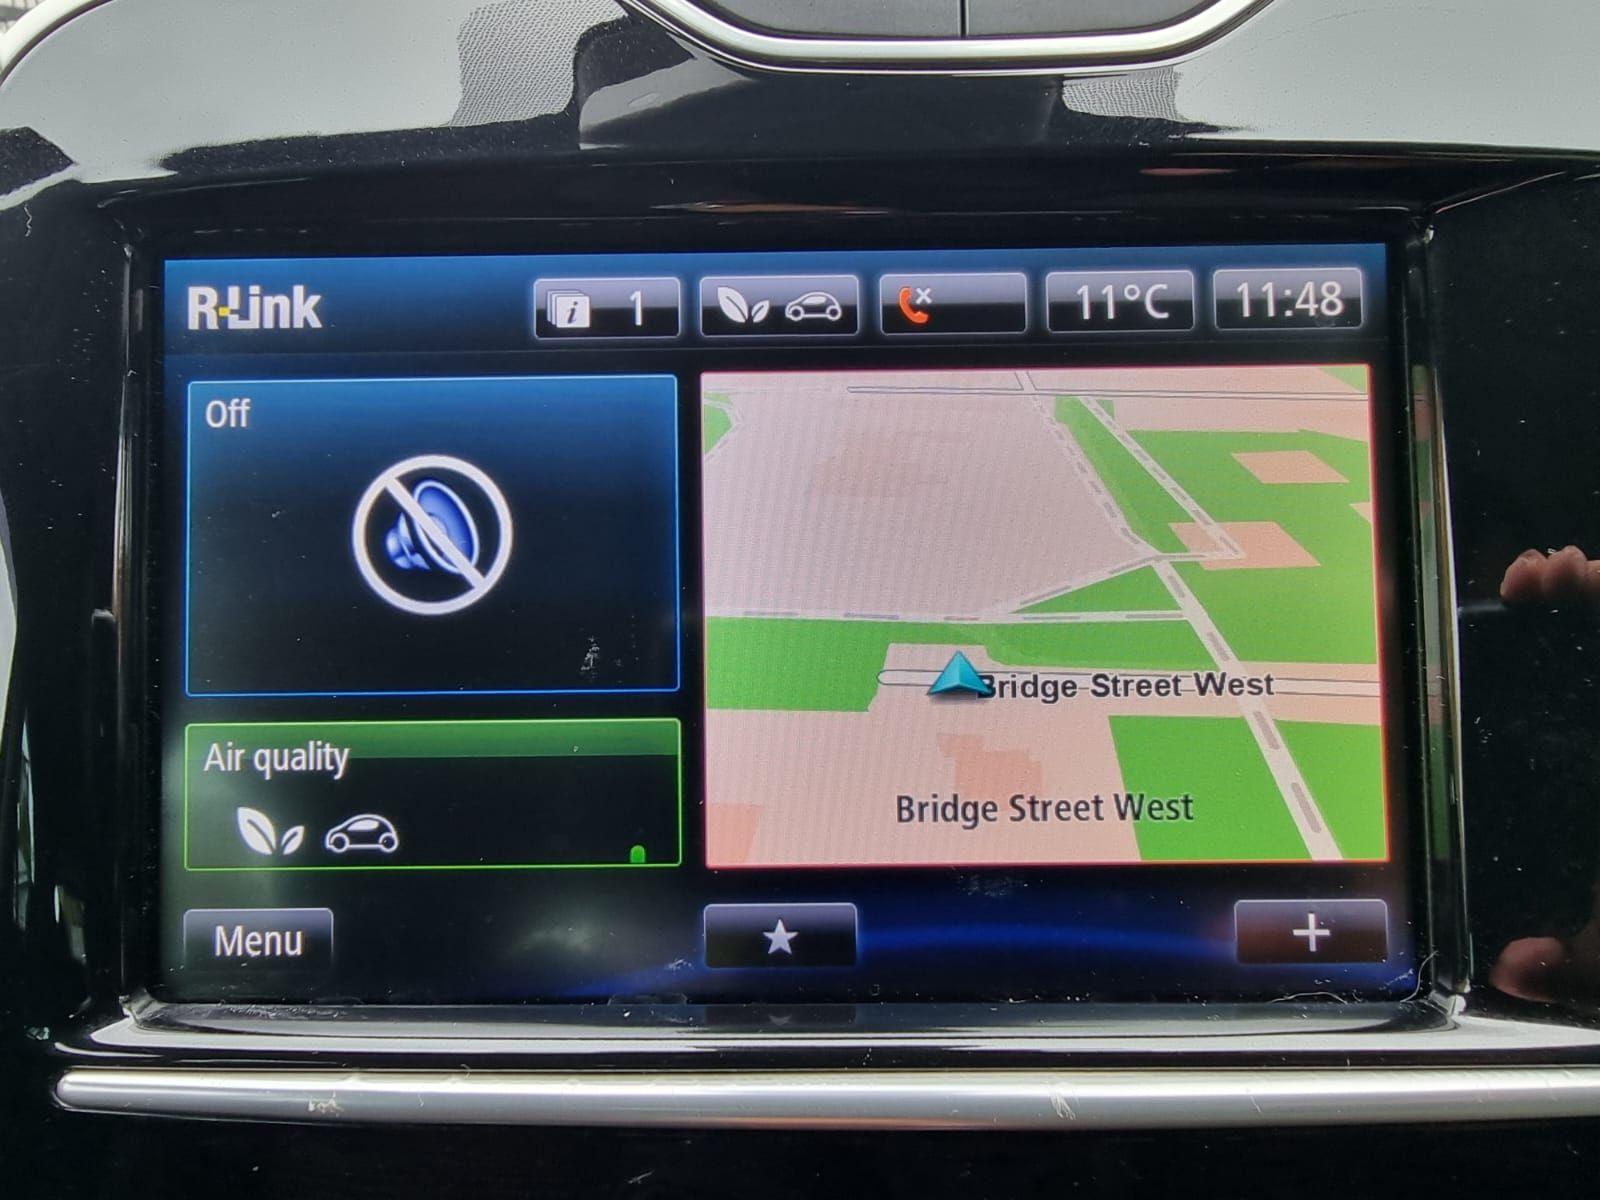 R-Link
1
11°C
11:48
Off
Bridge Street West
Air quality
Bridge Street West
Menu